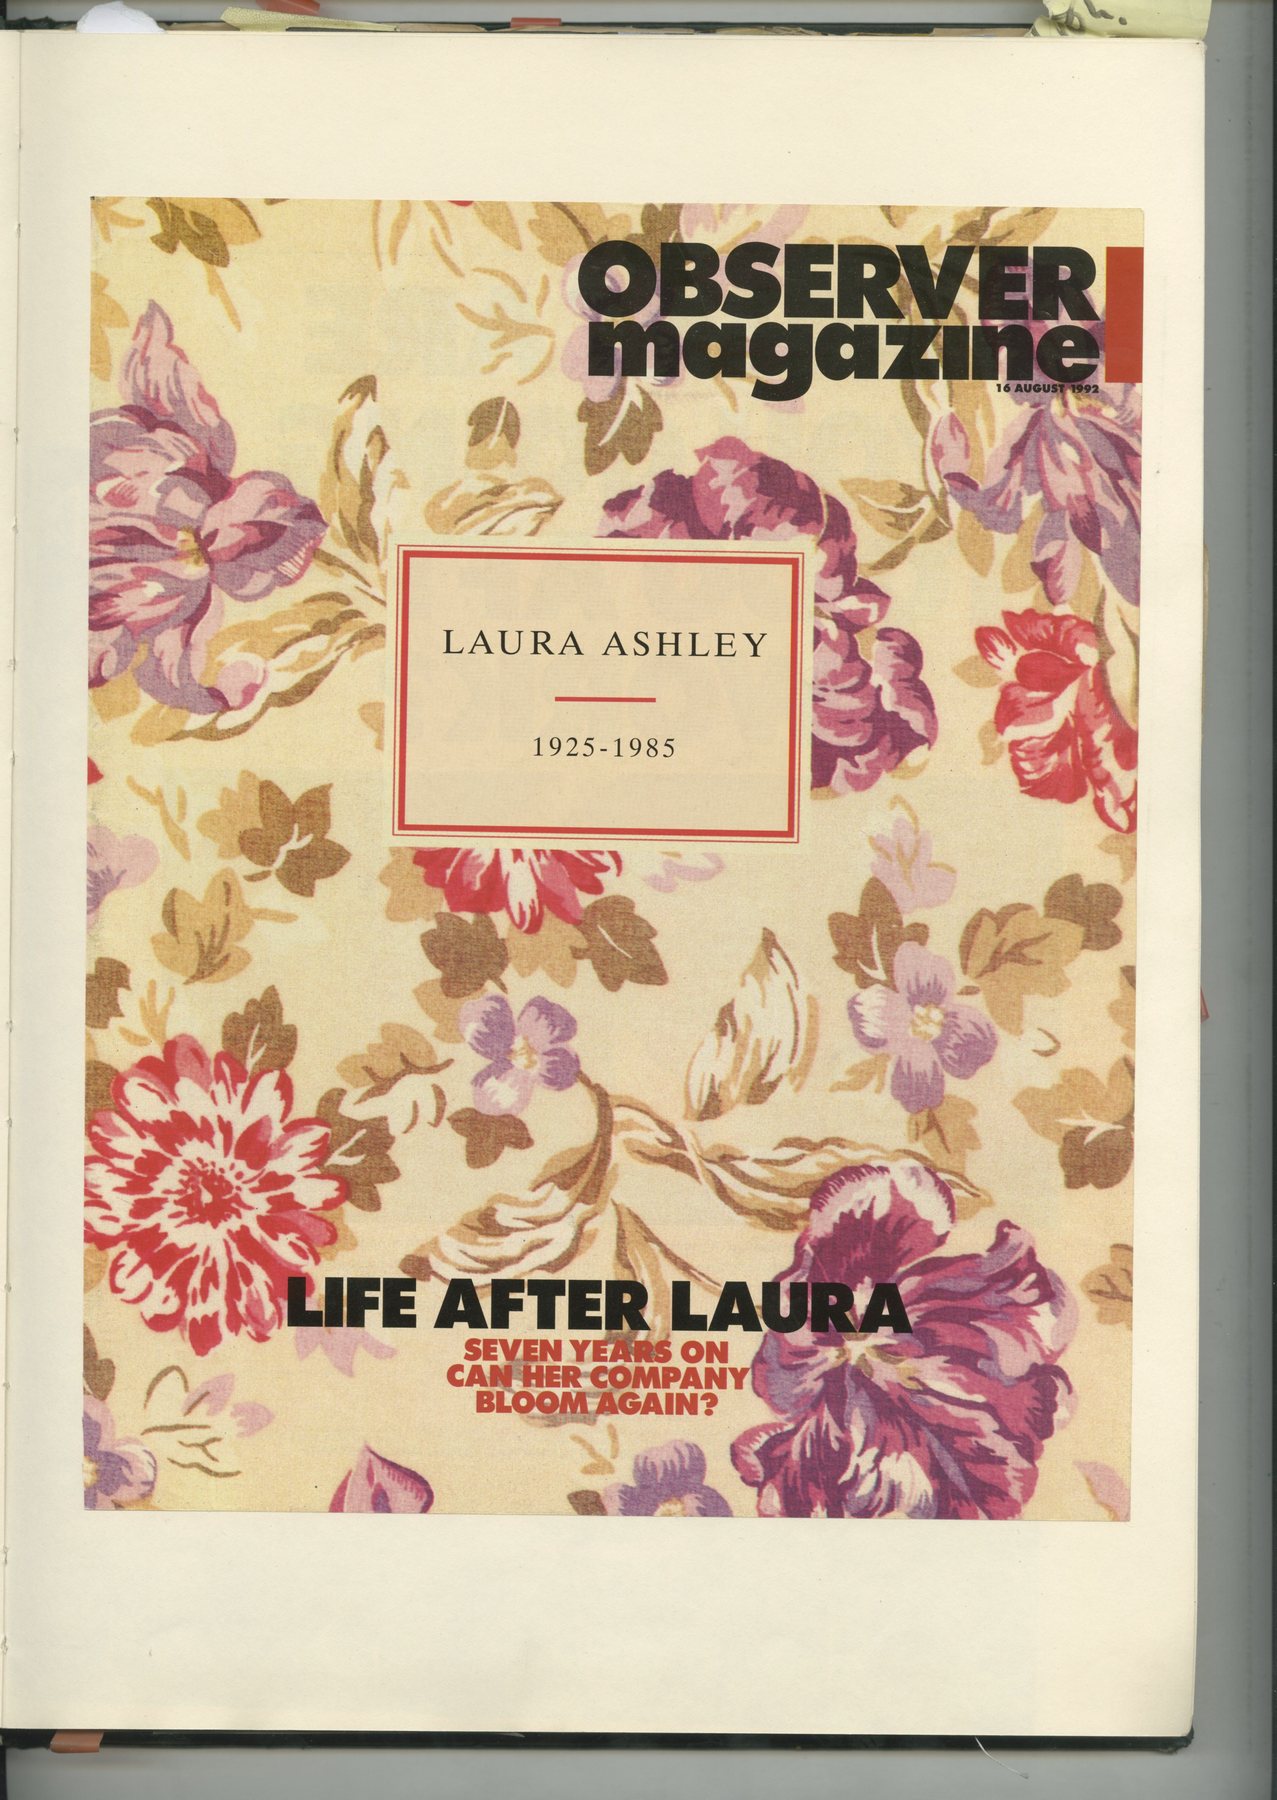 OBSERVER
magazine
16 AUGUST 1992
LAURA ASHLEY
1925-1985
LIFE AFTER LAURA
SEVEN YEARS ON
CAN HER COMPANY
BLOOM AGAIN?